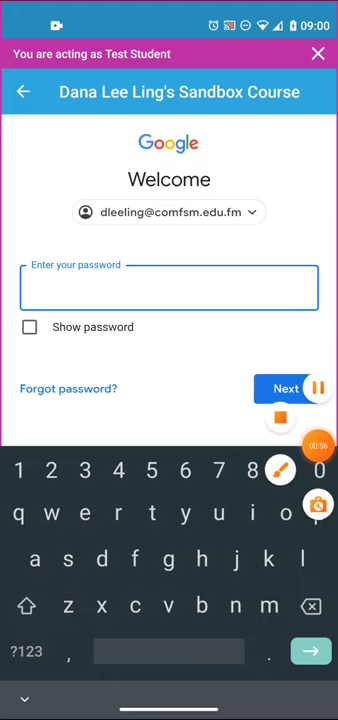 09:00
You are acting as Test Student
Dana Lee Ling's Sandbox Course
Google
Welcome
dleeling@comfsm.edu.fm
Enter your password
Show password
Forgot password?
Next
00:56
1 2 3 4 5 6 7 8 0
q w e r t y u i o
a s d f g h j k l
z x c v b n m
?123 , .